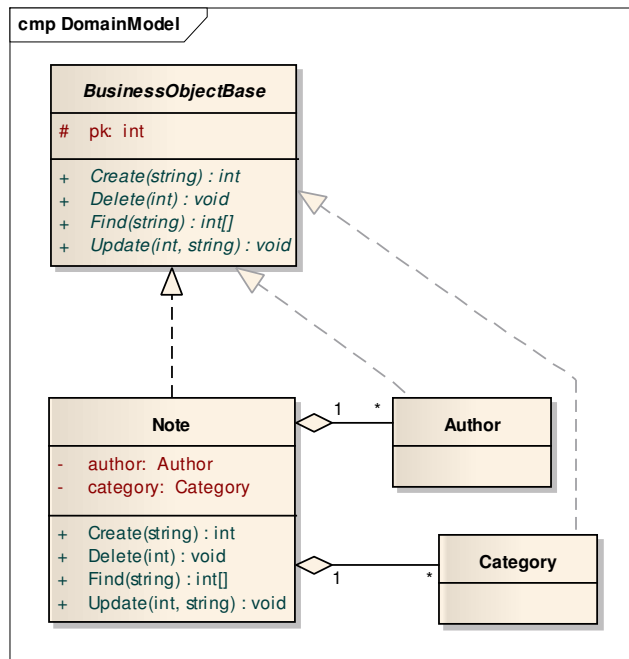 cmp DomainModel
BusinessObjectBase
# pk: int
+ Create(string) : int
+ Delete(int) : void
+ Find(string) : int[]
+ Update(int, string) : void
Note
- author: Author
- category: Category
+ Create(string) : int
+ Delete(int) : void
+ Find(string) : int[]
+ Update(int, string) : void
1
*
Author
1
*
Category